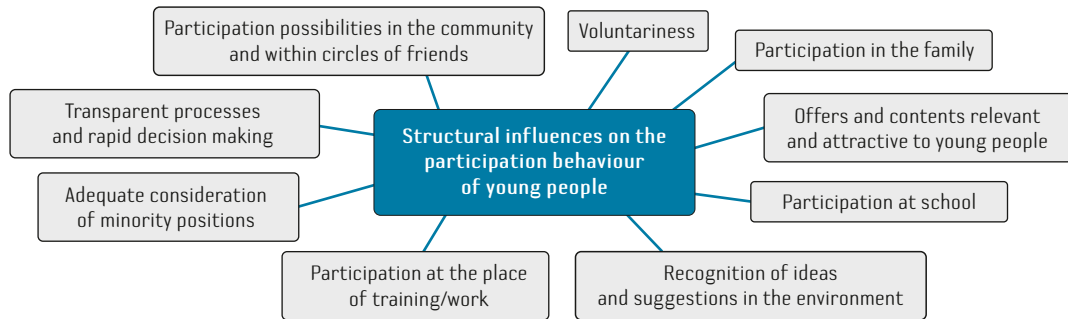 Participation possibilities in the community
and within circles of friends
Voluntariness
Participation in the family
Transparent processes
and rapid decision making
Structural influences on the
participation behaviour
of young people
Offers and contents relevant
and attractive to young people
Adequate consideration
of minority positions
Participation at school
Participation at the place
of training/work
Recognition of ideas
and suggestions in the environment